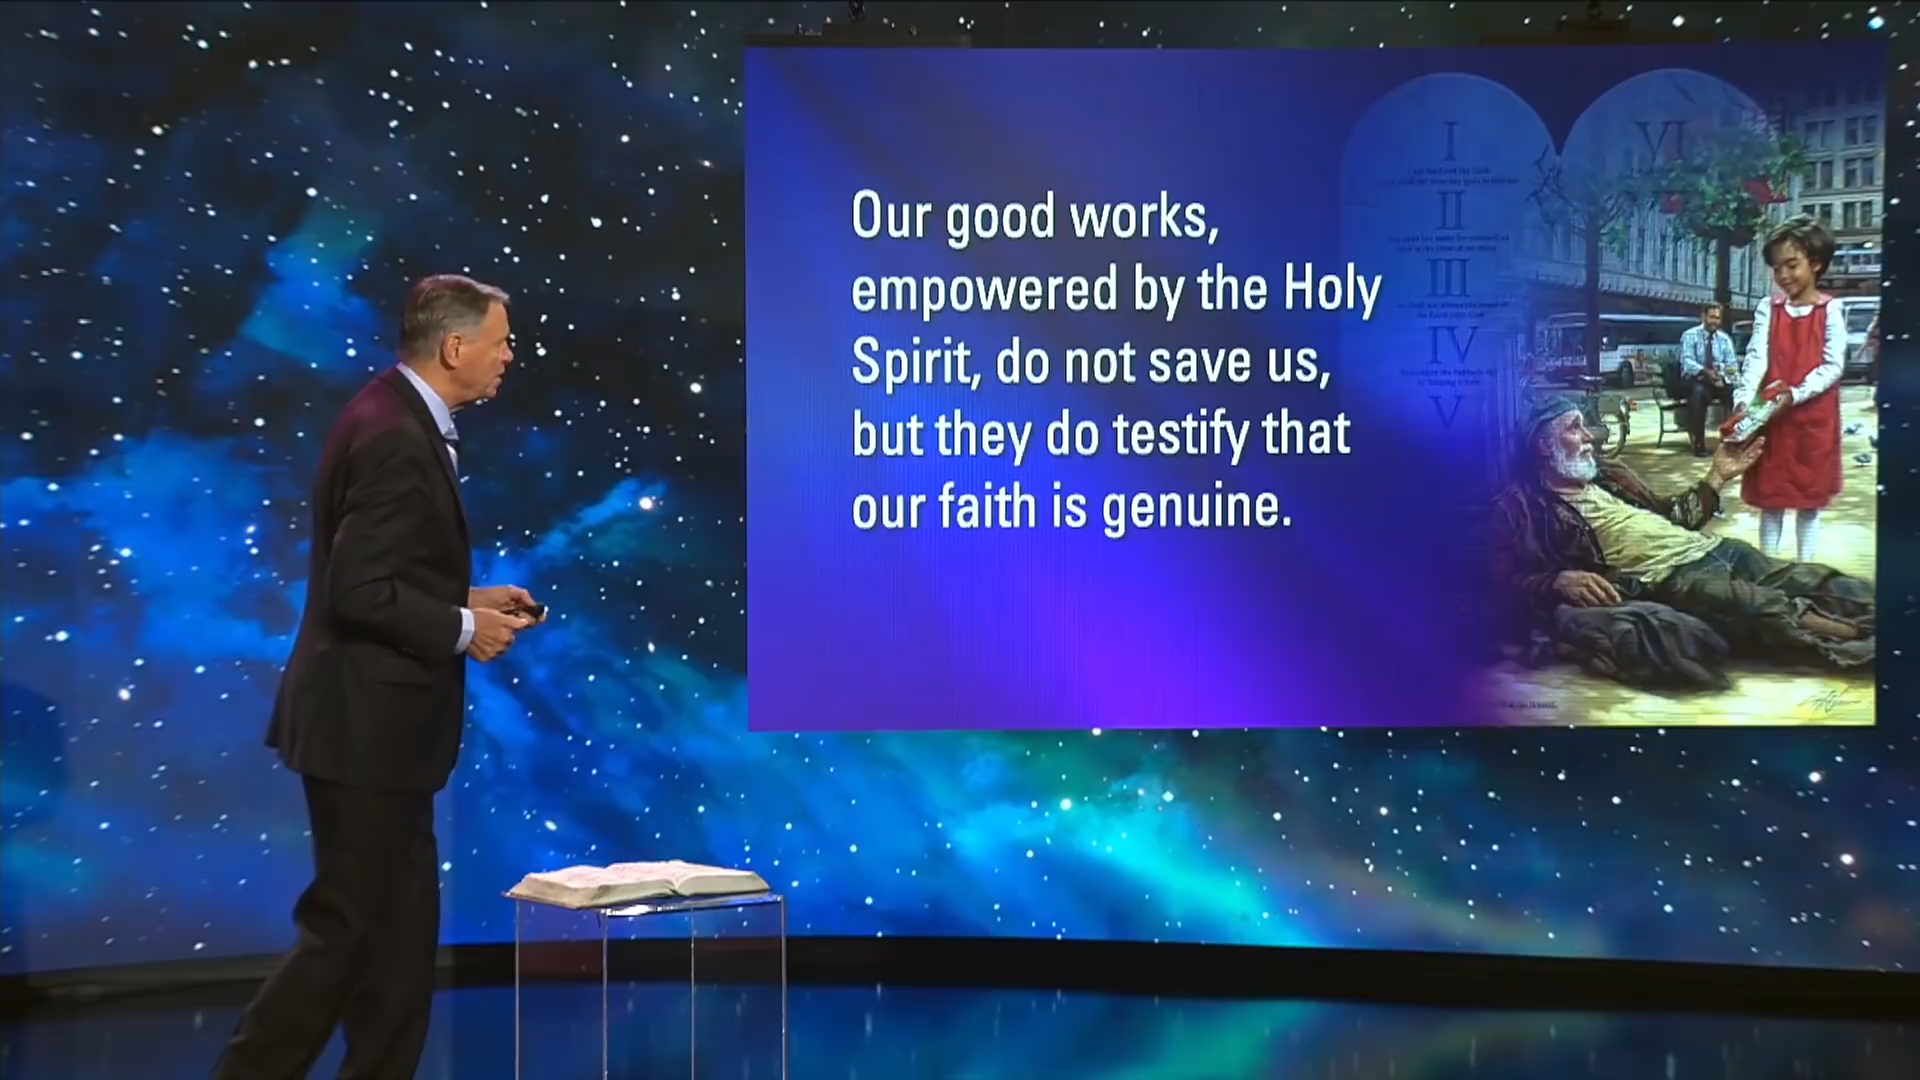 Our good works,
empowered by the Holy
Spirit, do not save us,
but they do testify that
our faith is genuine.
I
II
III
IV
V
VI